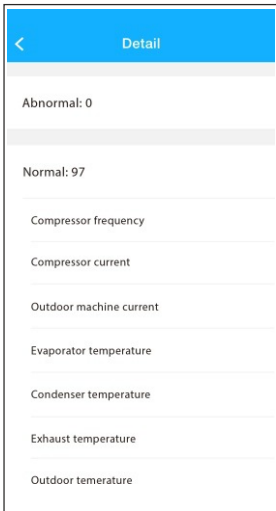 Detail
Abnormal: 0
Normal: 97
Compressor frequency
Compressor current
Outdoor machine current
Evaporator temperature
Condenser temperature
Exhaust temperature
Outdoor temerature